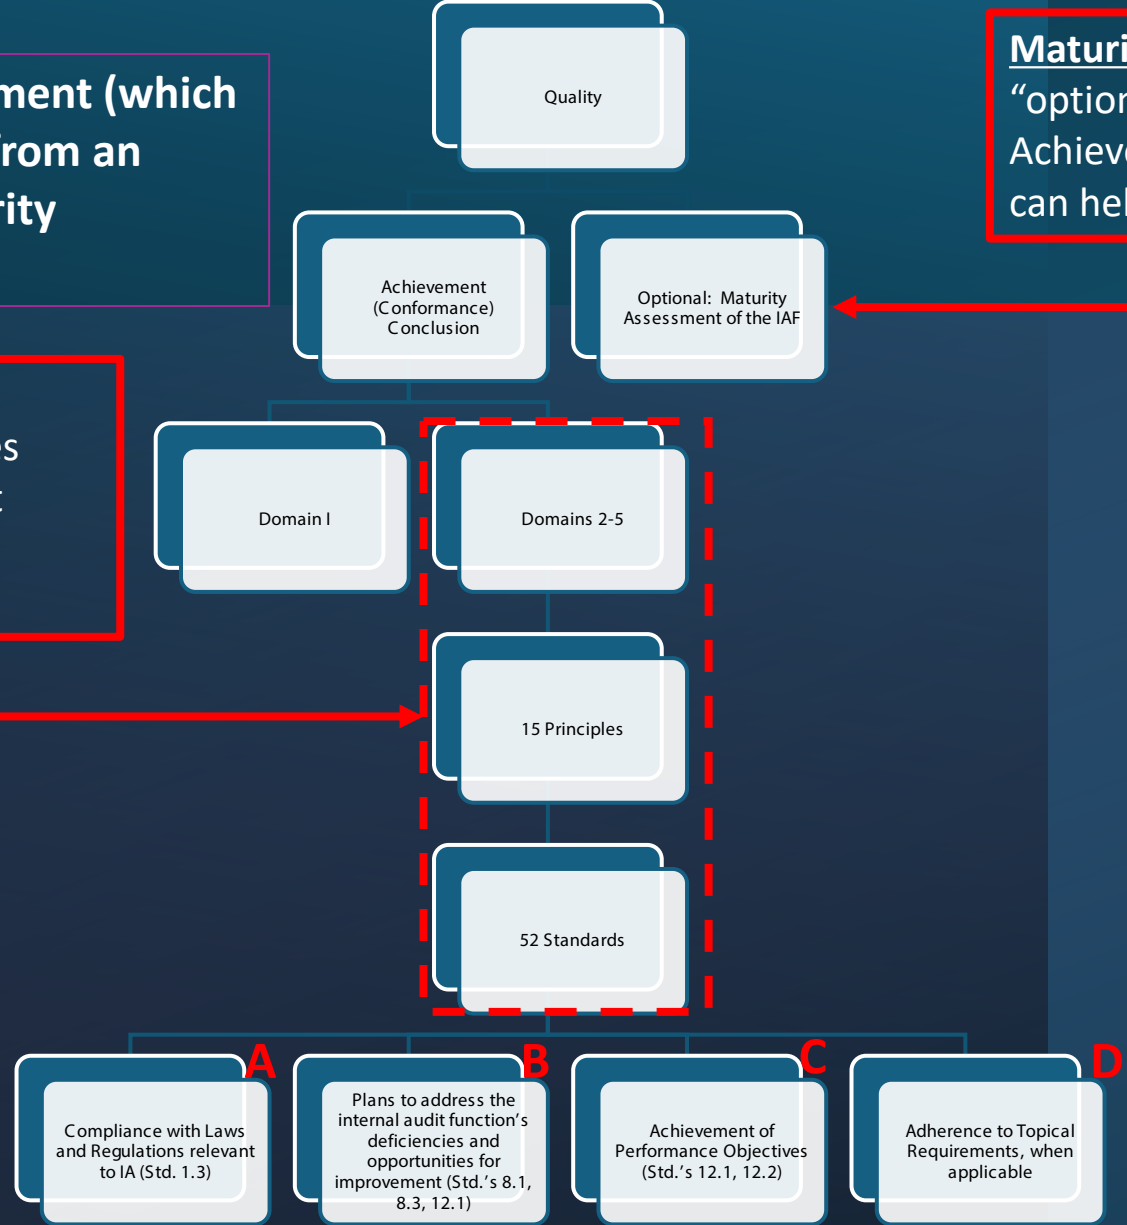 Quality
ment (which
from an
rity
Maturi
“option
Achieve
can hel
Achievement
(Conformance)
Conclusion
Optional: Maturity
Assessment of the IAF
es
t
Domain I
Domains 2-5
15 Principles
52 Standards
A
Compliance with Laws
and Regulations relevant
to IA (Std. 1.3)
B
Plans to address the
internal audit function’s
deficiencies and
opportunities for
improvement (Std.’s 8.1,
8.3, 12.1)
C
Achievement of
Performance Objectives
(Std.’s 12.1, 12.2)
D
Adherence to Topical
Requirements, when
applicable